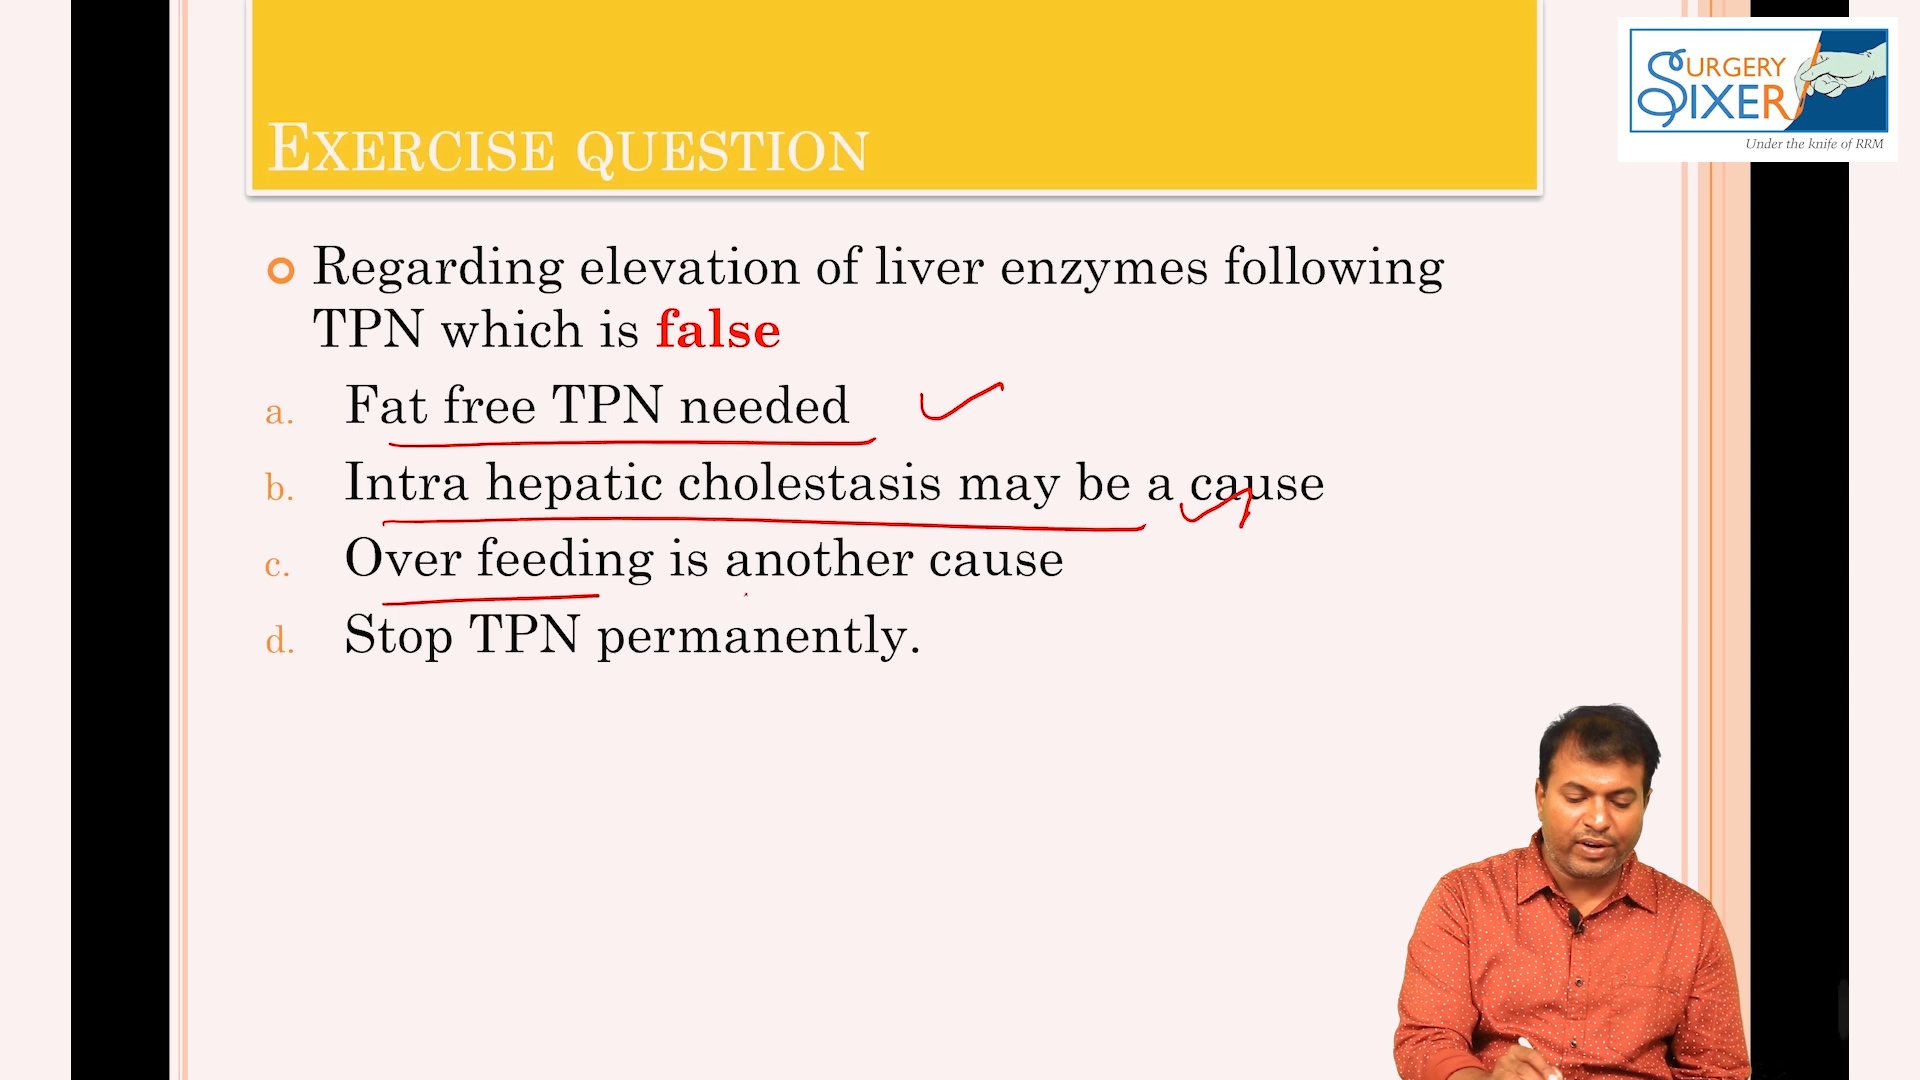 SURGERY
SIXER
Under the knife of RRM
EXERCISE QUESTION
Regarding elevation of liver enzymes following
TPN which is false
a. Fat free TPN needed
b. Intra hepatic cholestasis may be a cause
c. Over feeding is another cause
d. Stop TPN permanently.